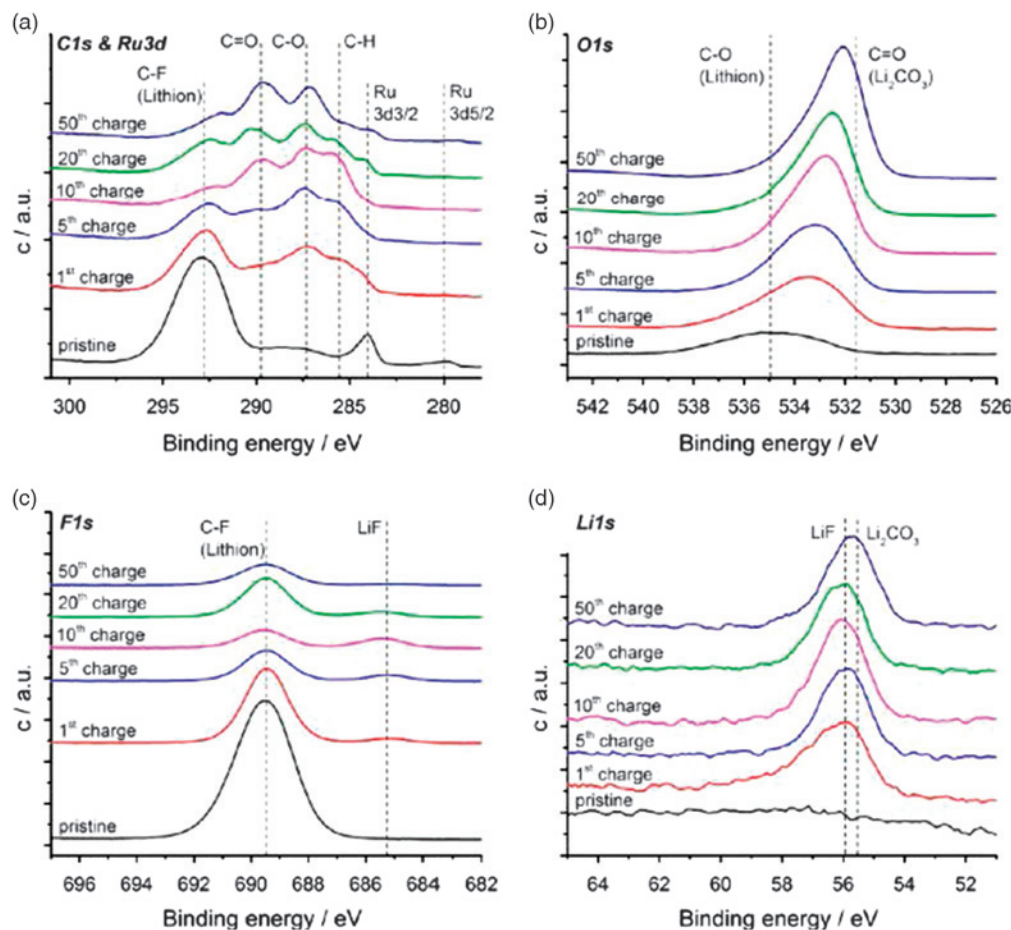 (a)
C1s & Ru3d
C=O
C-O
C-H
C-F
(Lithion)
Ru
3d3/2
Ru
3d5/2
50th charge
20th charge
10th charge
5th charge
1st charge
pristine
c / a.u.
300 295 290 285 280
Binding energy / eV
(b)
O1s
C-O
(Lithion)
C=O
(Li2CO3)
50th charge
20th charge
10th charge
5th charge
1st charge
pristine
c / a.u.
542 540 538 536 534 532 530 528 526
Binding energy / eV
(c)
F1s
C-F
(Lithion)
LiF
50th charge
20th charge
10th charge
5th charge
1st charge
pristine
c / a.u.
696 694 692 690 688 686 684 682
Binding energy / eV
(d)
Li1s
LiF
Li2CO3
50th charge
20th charge
10th charge
5th charge
1st charge
pristine
c / a.u.
64 62 60 58 56 54 52
Binding energy / eV